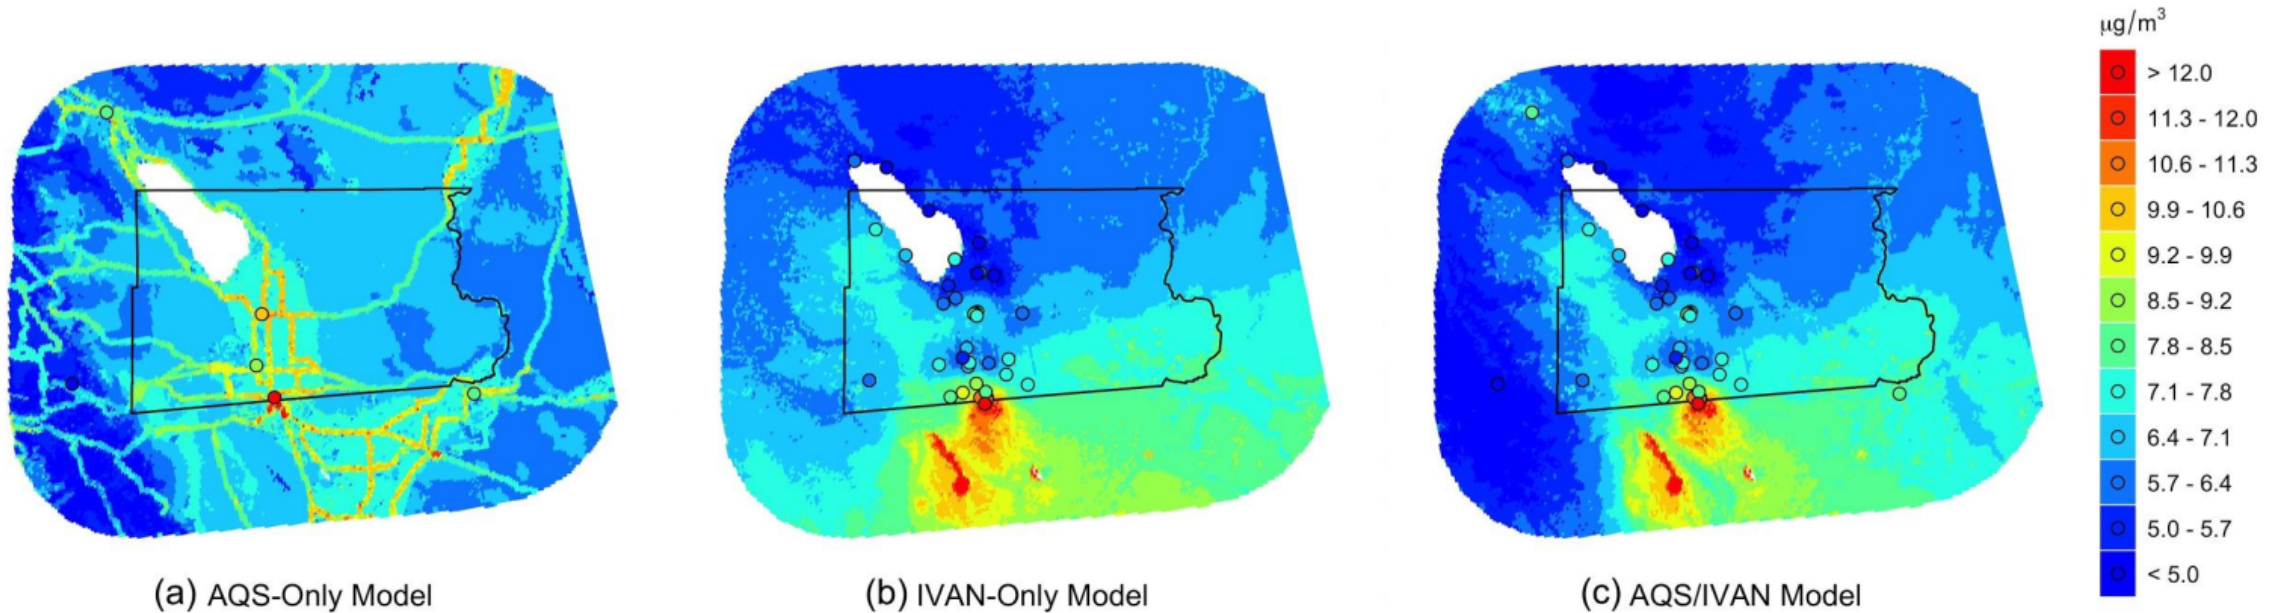 μg/m³
> 12.0
11.3 - 12.0
10.6 - 11.3
9.9 - 10.6
9.2 - 9.9
8.5 - 9.2
7.8 - 8.5
7.1 - 7.8
6.4 - 7.1
5.7 - 6.4
5.0 - 5.7
< 5.0
(a) AQS-Only Model
(b) IVAN-Only Model
(c) AQS/IVAN Model